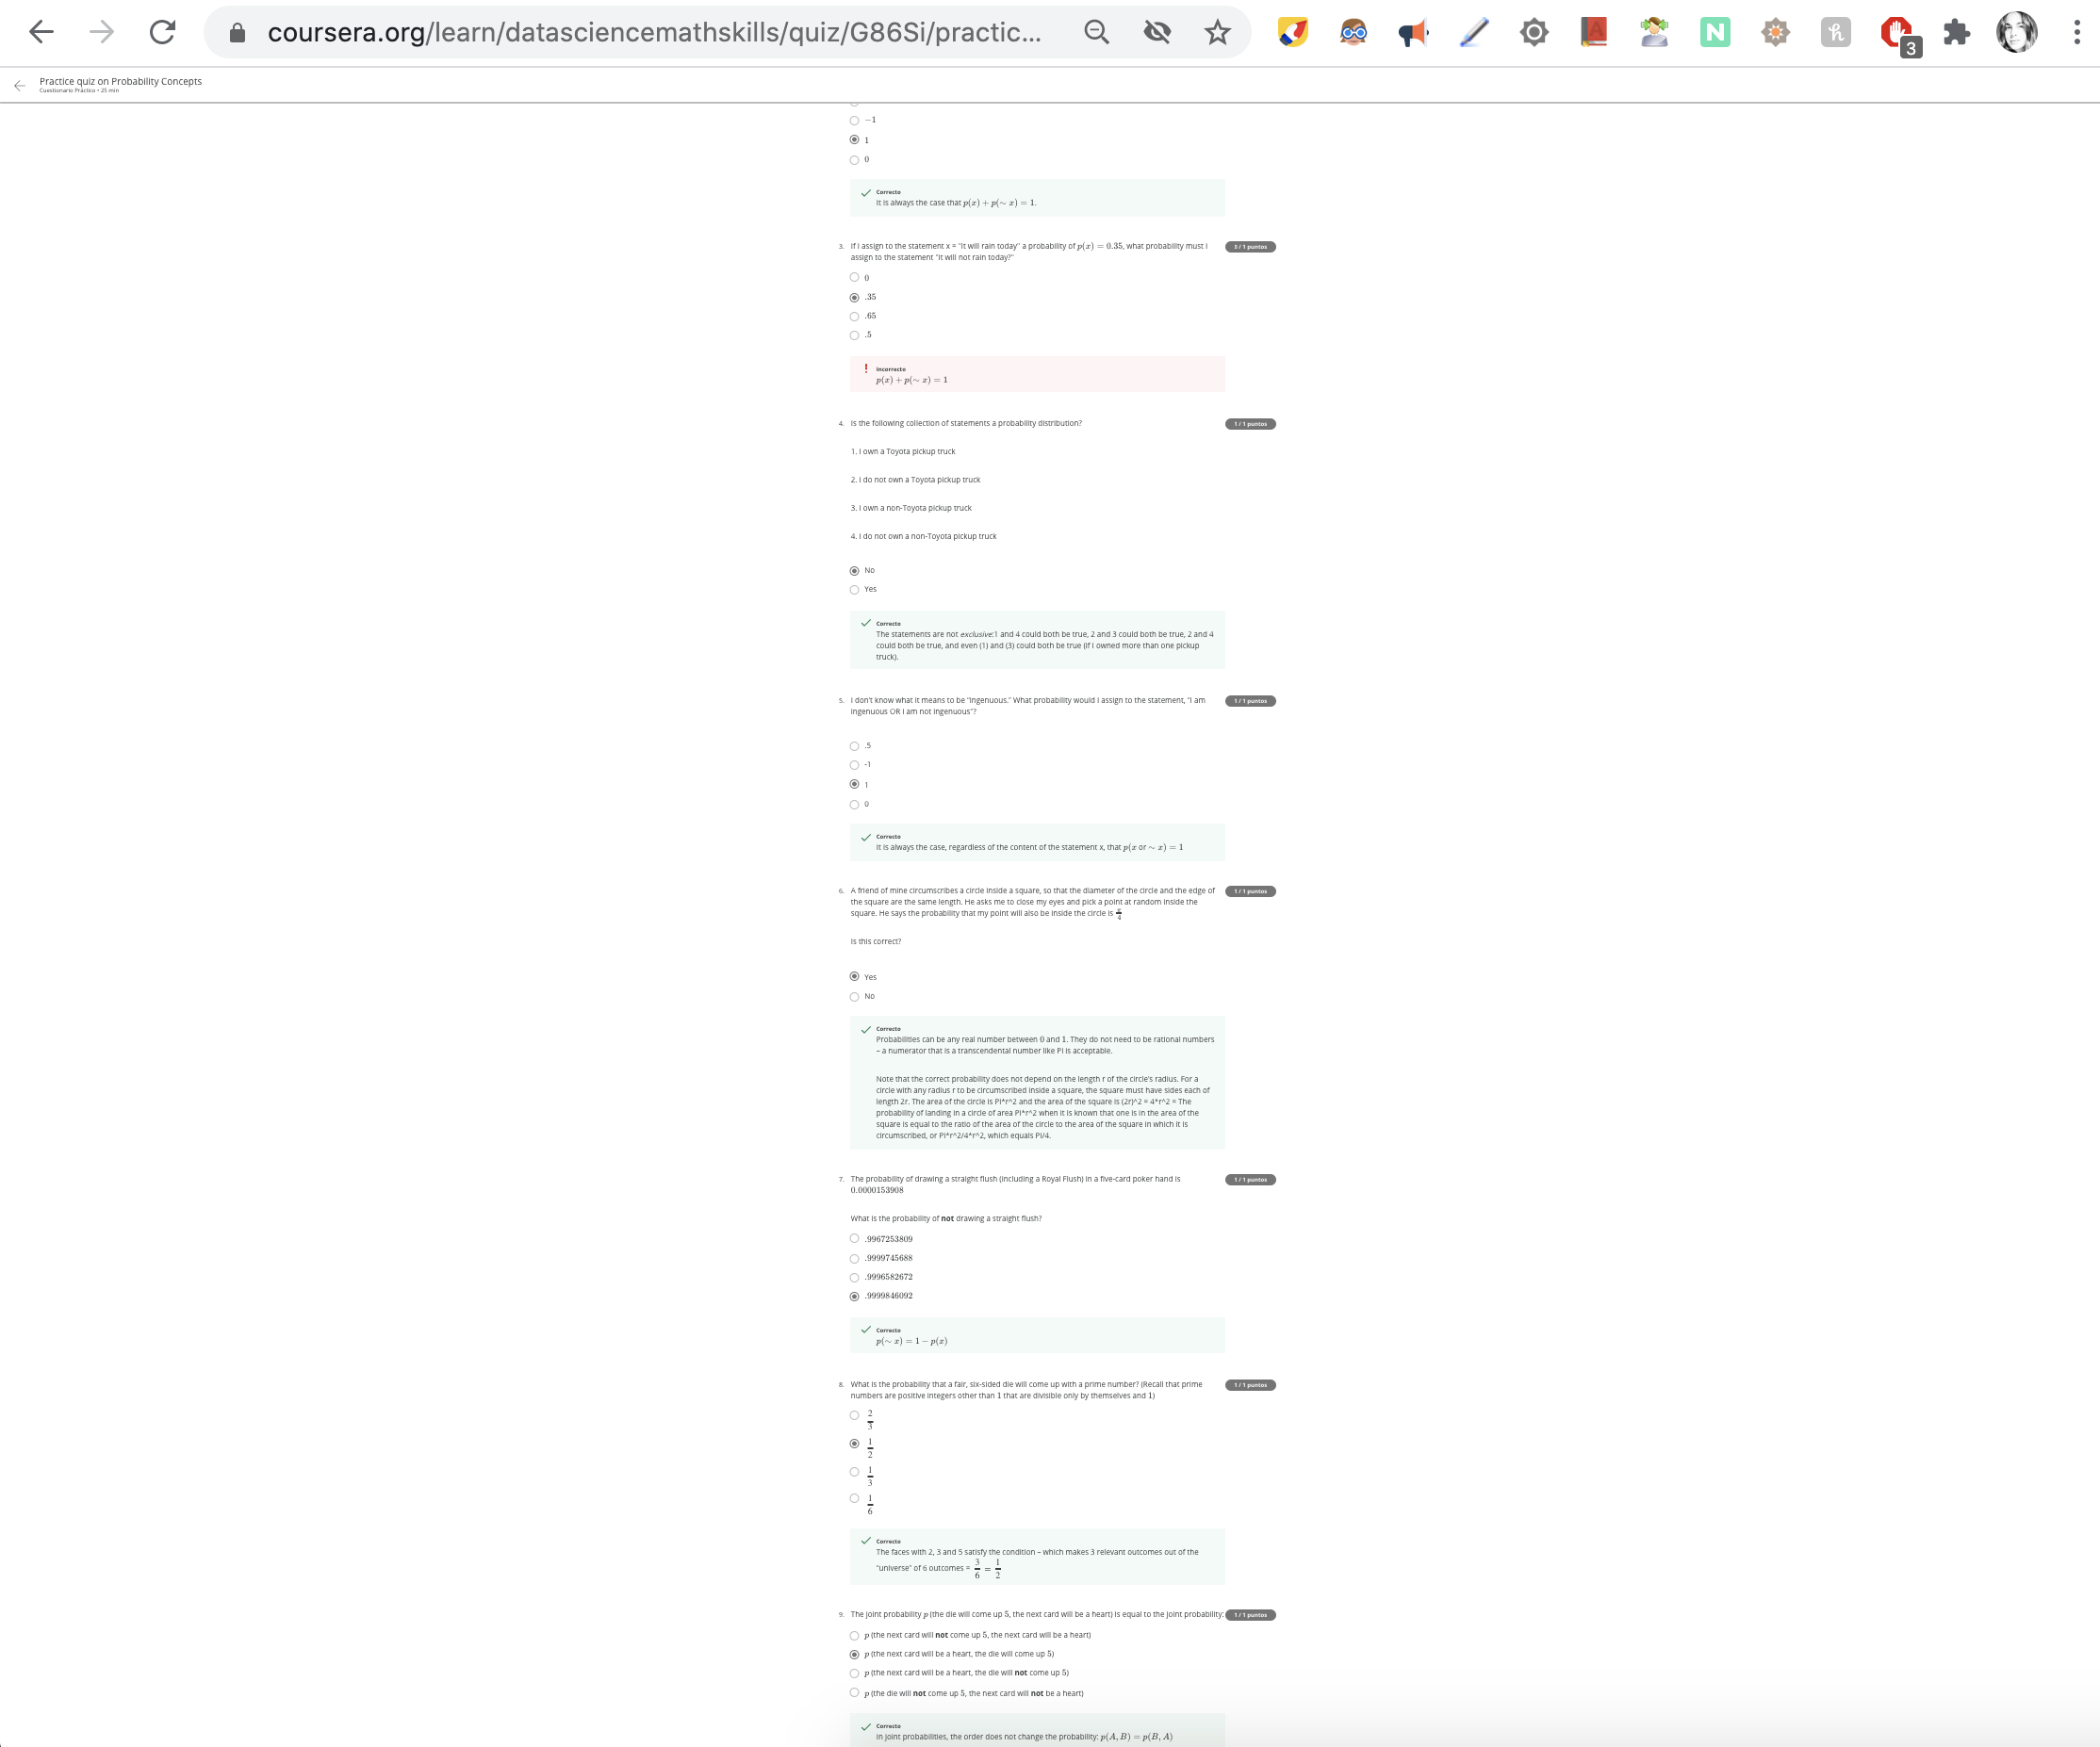 coursera.org/learn/datasciencemathskills/quiz/G86Si/practic...
3
Practice quiz on Probability Concepts
Cuestionario Práctico • 25 min
−1
1
0
Correcto
It is always the case that p(x) + p(∼ x) = 1.
3. If I assign to the statement x = "it will rain today" a probability of p(x) = 0.35, what probability must I
assign to the statement "it will not rain today?"
0
.35
.65
.5
Incorrecto
p(x) + p(∼ x) = 1
4. Is the following collection of statements a probability distribution?
1 / 1 puntos
1. I own a Toyota pickup truck
2. I do not own a Toyota pickup truck
3. I own a non-Toyota pickup truck
4. I do not own a non-Toyota pickup truck
No
Yes
Correcto
The statements are not exclusive:1 and 4 could both be true, 2 and 3 could both be true, 2 and 4
could both be true, and even (1) and (3) could both be true (if I owned more than one pickup
truck).
5. I don't know what it means to be "ingenuous." What probability would I assign to the statement, "I am
ingenuous OR I am not ingenuous"?
1 / 1 puntos
.5
-1
1
0
Correcto
It is always the case, regardless of the content of the statement x, that p(x or ∼ x) = 1
6. A friend of mine circumscribes a circle inside a square, so that the diameter of the circle and the edge of
the square are the same length. He asks me to close my eyes and pick a point at random inside the
square. He says the probability that my point will also be inside the circle is π/4
1 / 1 puntos
Is this correct?
Yes
No
Correcto
Probabilities can be any real number between 0 and 1. They do not need to be rational numbers
– a numerator that is a transcendental number like Pi is acceptable.
Note that the correct probability does not depend on the length r of the circle's radius. For a
circle with any radius r to be circumscribed inside a square, the square must have sides each of
length 2r. The area of the circle is Pi*r^2 and the area of the square is (2r)^2 = 4*r^2 = The
probability of landing in a circle of area Pi*r^2 when it is known that one is in the area of the
square is equal to the ratio of the area of the circle to the area of the square in which it is
circumscribed, or Pi*r^2/4*r^2, which equals Pi/4.
7. The probability of drawing a straight flush (including a Royal Flush) in a five-card poker hand is
0.0000153908
1 / 1 puntos
What is the probability of not drawing a straight flush?
.9967253809
.9999745688
.9996582672
.9999846092
Correcto
p(∼ x) = 1 − p(x)
8. What is the probability that a fair, six-sided die will come up with a prime number? (Recall that prime
numbers are positive integers other than 1 that are divisible only by themselves and 1)
1 / 1 puntos
2/3
1/2
1/3
1/6
Correcto
The faces with 2, 3 and 5 satisfy the condition – which makes 3 relevant outcomes out of the
"universe" of 6 outcomes = 3/6 = 1/2
9. The joint probability p (the die will come up 5, the next card will be a heart) is equal to the joint probability:
1 / 1 puntos
p (the next card will not come up 5, the next card will be a heart)
p (the next card will be a heart, the die will come up 5)
p (the next card will be a heart, the die will not come up 5)
p (the die will not come up 5, the next card will not be a heart)
Correcto
In joint probabilities, the order does not change the probability: p(A, B) = p(B, A)